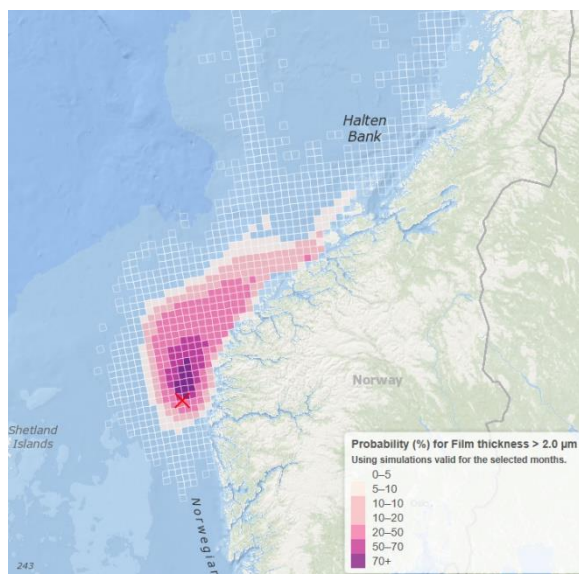 Halten
Bank
Norway
Shetland
Islands
Norwegian
Probability (%) for Film thickness > 2.0 µm
Using simulations valid for the selected months.
0–5
5–10
10–10
10–20
20–50
50–70
70+
243